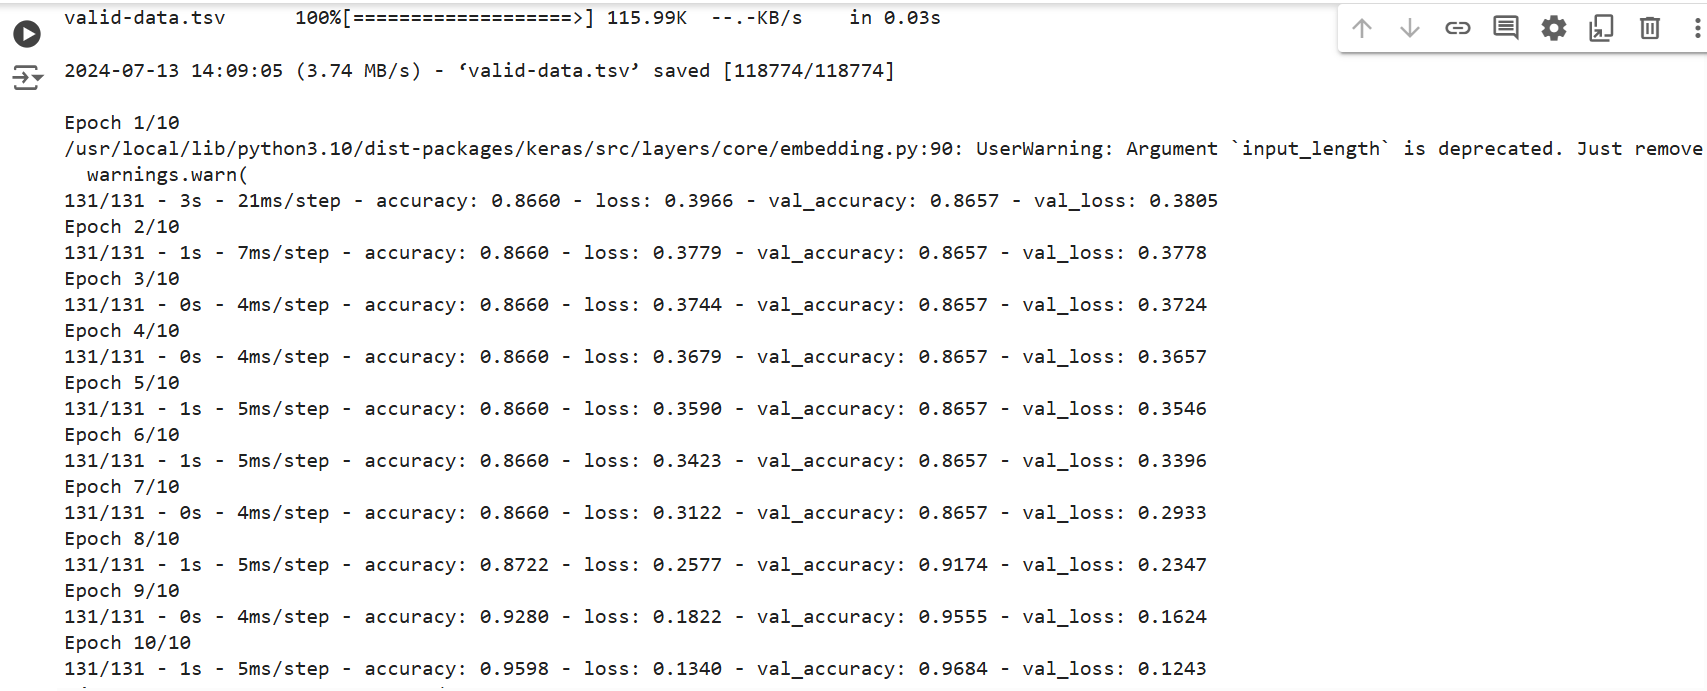 valid-data.tsv      100%[===================>] 115.99K  --.-KB/s    in 0.03s
2024-07-13 14:09:05 (3.74 MB/s) - ‘valid-data.tsv’ saved [118774/118774]
Epoch 1/10
/usr/local/lib/python3.10/dist-packages/keras/src/layers/core/embedding.py:90: UserWarning: Argument `input_length` is deprecated. Just remove
  warnings.warn(
131/131 - 3s - 21ms/step - accuracy: 0.8660 - loss: 0.3966 - val_accuracy: 0.8657 - val_loss: 0.3805
Epoch 2/10
131/131 - 1s - 7ms/step - accuracy: 0.8660 - loss: 0.3779 - val_accuracy: 0.8657 - val_loss: 0.3778
Epoch 3/10
131/131 - 0s - 4ms/step - accuracy: 0.8660 - loss: 0.3744 - val_accuracy: 0.8657 - val_loss: 0.3724
Epoch 4/10
131/131 - 0s - 4ms/step - accuracy: 0.8660 - loss: 0.3679 - val_accuracy: 0.8657 - val_loss: 0.3657
Epoch 5/10
131/131 - 1s - 5ms/step - accuracy: 0.8660 - loss: 0.3590 - val_accuracy: 0.8657 - val_loss: 0.3546
Epoch 6/10
131/131 - 1s - 5ms/step - accuracy: 0.8660 - loss: 0.3423 - val_accuracy: 0.8657 - val_loss: 0.3396
Epoch 7/10
131/131 - 0s - 4ms/step - accuracy: 0.8660 - loss: 0.3122 - val_accuracy: 0.8657 - val_loss: 0.2933
Epoch 8/10
131/131 - 1s - 5ms/step - accuracy: 0.8722 - loss: 0.2577 - val_accuracy: 0.9174 - val_loss: 0.2347
Epoch 9/10
131/131 - 0s - 4ms/step - accuracy: 0.9280 - loss: 0.1822 - val_accuracy: 0.9555 - val_loss: 0.1624
Epoch 10/10
131/131 - 1s - 5ms/step - accuracy: 0.9598 - loss: 0.1340 - val_accuracy: 0.9684 - val_loss: 0.1243